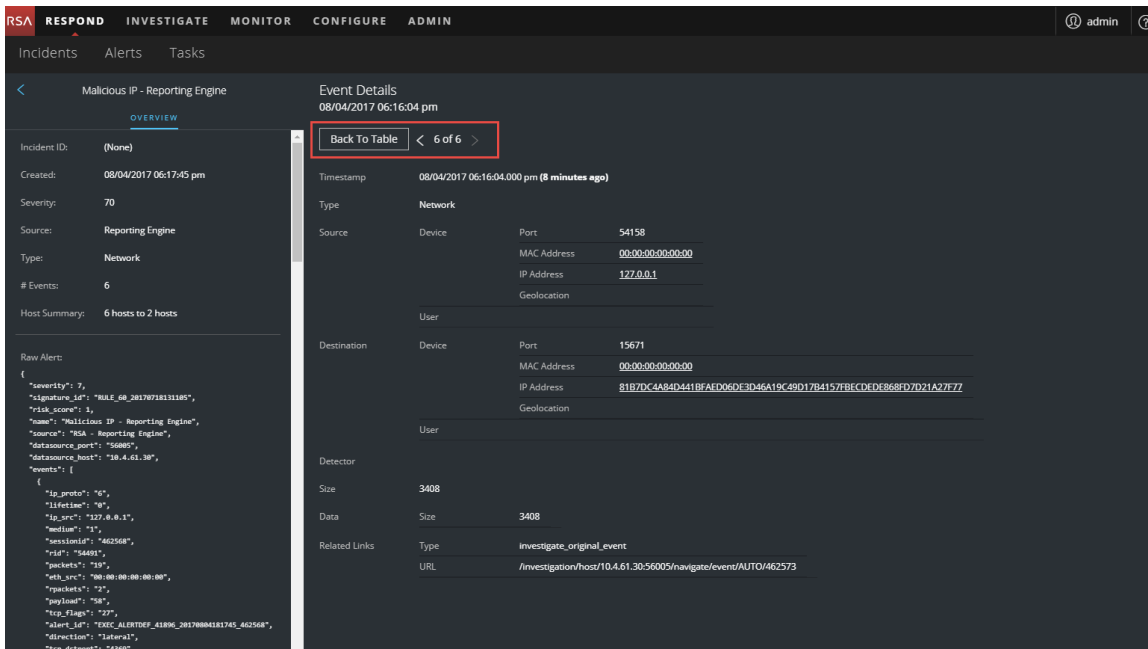 RSA RESPOND INVESTIGATE MONITOR CONFIGURE ADMIN admin ?
Incidents Alerts Tasks
< Malicious IP - Reporting Engine
OVERVIEW
Incident ID: (None)
Created: 08/04/2017 06:17:45 pm
Severity: 70
Source: Reporting Engine
Type: Network
# Events: 6
Host Summary: 6 hosts to 2 hosts
Raw Alert:
{
"severity": 7,
"signature_id": "RULE_60_20170718131105",
"risk_score": 1,
"name": "Malicious IP - Reporting Engine",
"source": "RSA - Reporting Engine",
"datasource_port": "56005",
"datasource_host": "10.4.61.30",
"events": [
{
"ip_proto": "6",
"lifetime": "0",
"ip_src": "127.0.0.1",
"medium": "1",
"sessionid": "462568",
"rid": "54491",
"packets": "19",
"eth_src": "00:00:00:00:00:00",
"rpackets": "2",
"payload": "58",
"tcp_flags": "27",
"alert_id": "EXEC_ALERTDEF_41896_20170804181745_462568",
"direction": "lateral",
"tcp_dstport": "4369",
Event Details
08/04/2017 06:16:04 pm
Back To Table < 6 of 6 >
Timestamp 08/04/2017 06:16:04.000 pm (8 minutes ago)
Type Network
Source Device Port 54158
MAC Address 00:00:00:00:00:00
IP Address 127.0.0.1
Geolocation
User
Destination Device Port 15671
MAC Address 00:00:00:00:00:00
IP Address 81B7DC4A84D441BFAED06DE3D46A19C49D17B4157FBECDEDE868FD7D21A27F77
Geolocation
User
Detector
Size 3408
Data Size 3408
Related Links Type investigate_original_event
URL /investigation/host/10.4.61.30:56005/navigate/event/AUTO/462573